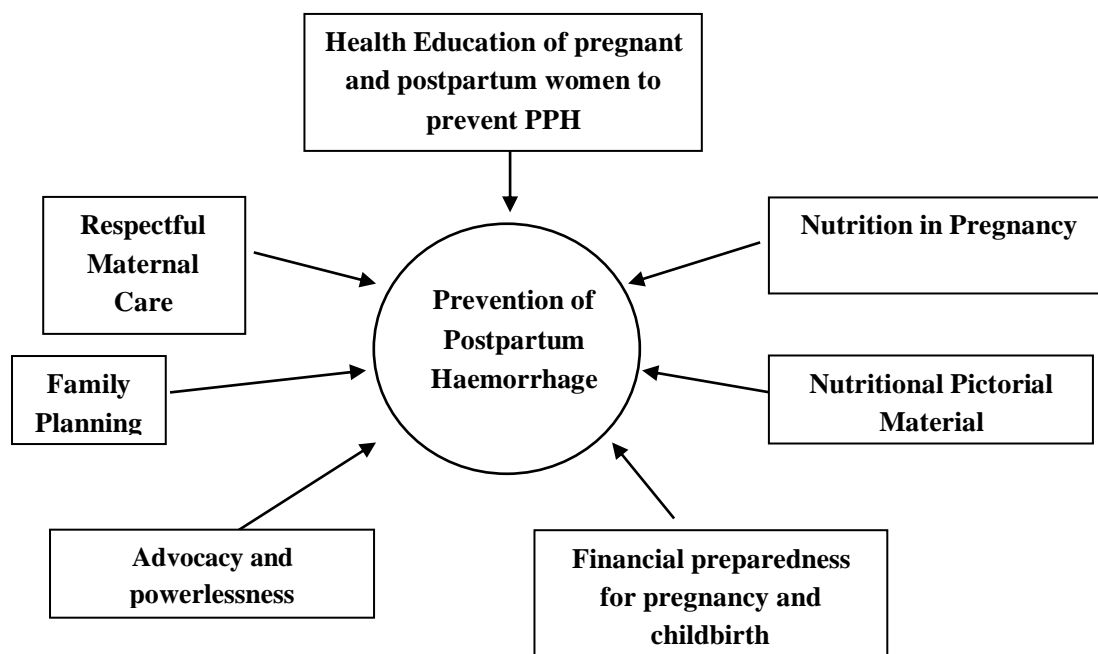 Health Education of pregnant
and postpartum women to
prevent PPH
Respectful
Maternal
Care
Nutrition in Pregnancy
Prevention of
Postpartum
Haemorrhage
Family
Planning
Nutritional Pictorial
Material
Advocacy and
powerlessness
Financial preparedness
for pregnancy and
childbirth